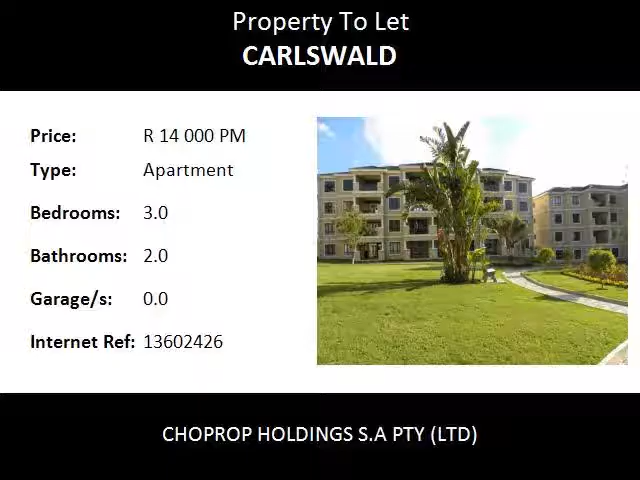 Property To Let
CARLSWALD
Price: R 14 000 PM
Type: Apartment
Bedrooms: 3.0
Bathrooms: 2.0
Garage/s: 0.0
Internet Ref: 13602426
CHOPROP HOLDINGS S.A PTY (LTD)